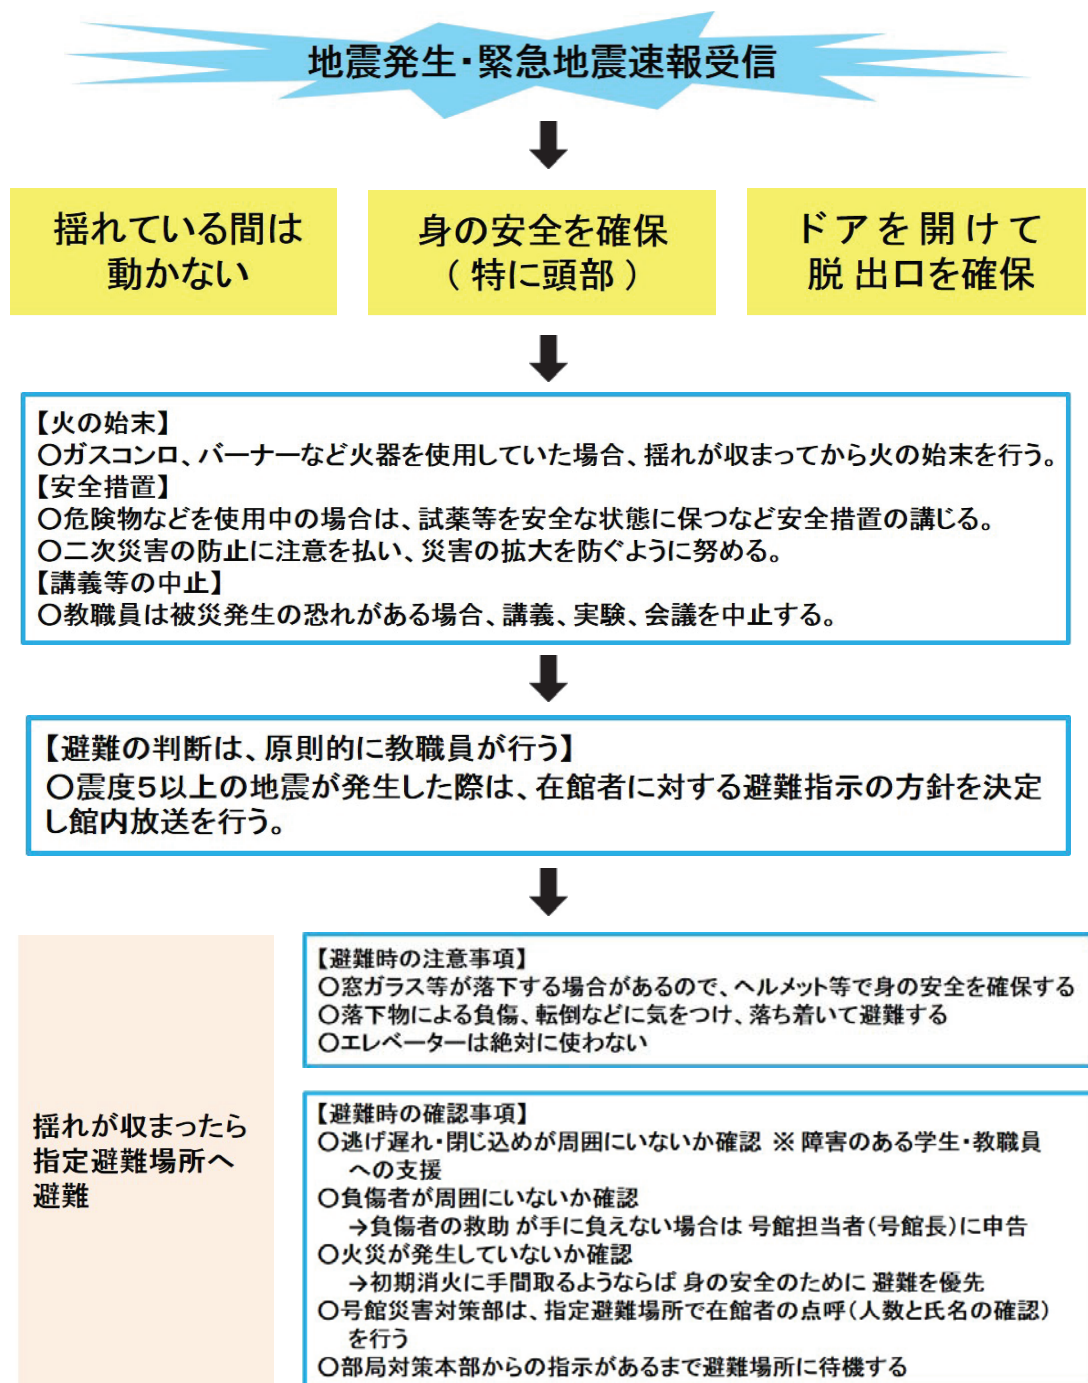 地震発生・緊急地震速報受信
揺れている間は
動かない
身の安全を確保
（特に頭部）
ドアを開けて
脱出口を確保
【火の始末】
〇ガスコンロ、バーナーなど火器を使用していた場合、揺れが収まってから火の始末を行う。
【安全措置】
〇危険物などを使用中の場合は、試薬等を安全な状態に保つなど安全措置の講じる。
〇二次災害の防止に注意を払い、災害の拡大を防ぐように努める。
【講義等の中止】
〇教職員は被災発生の恐れがある場合、講義、実験、会議を中止する。
【避難の判断は、原則的に教職員が行う】
〇震度5以上の地震が発生した際は、在館者に対する避難指示の方針を決定
し館内放送を行う。
揺れが収まったら
指定避難場所へ
避難
【避難時の注意事項】
〇窓ガラス等が落下する場合があるので、ヘルメット等で身の安全を確保する
〇落下物による負傷、転倒などに気をつけ、落ち着いて避難する
〇エレベーターは絶対に使わない
【避難時の確認事項】
〇逃げ遅れ・閉じ込めが周囲にいないか確認 ※ 障害のある学生・教職員
への支援
〇負傷者が周囲にいないか確認
→負傷者の救助 が手に負えない場合は 号館担当者（号館長）に申告
〇火災が発生していないか確認
→初期消火に手間取るようならば 身の安全のために 避難を優先
〇号館災害対策部は、指定避難場所で在館者の点呼（人数と氏名の確認）
を行う
〇部局対策本部からの指示があるまで避難場所に待機する